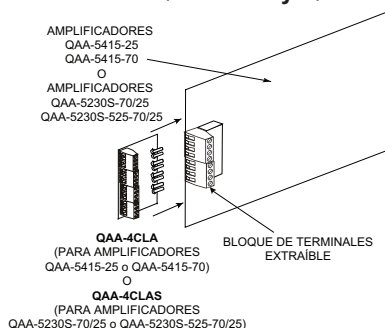 AMPLIFICADORES
QAA-5415-25
QAA-5415-70
O
AMPLIFICADORES
QAA-5230S-70/25
QAA-5230S-525-70/25
QAA-4CLA
(PARA AMPLIFICADORES
QAA-5415-25 o QAA-5415-70)
O
QAA-4CLAS
(PARA AMPLIFICADORES
QAA-5230S-70/25 o QAA-5230S-525-70/25)
BLOQUE DE TERMINALES
EXTRAÍBLE